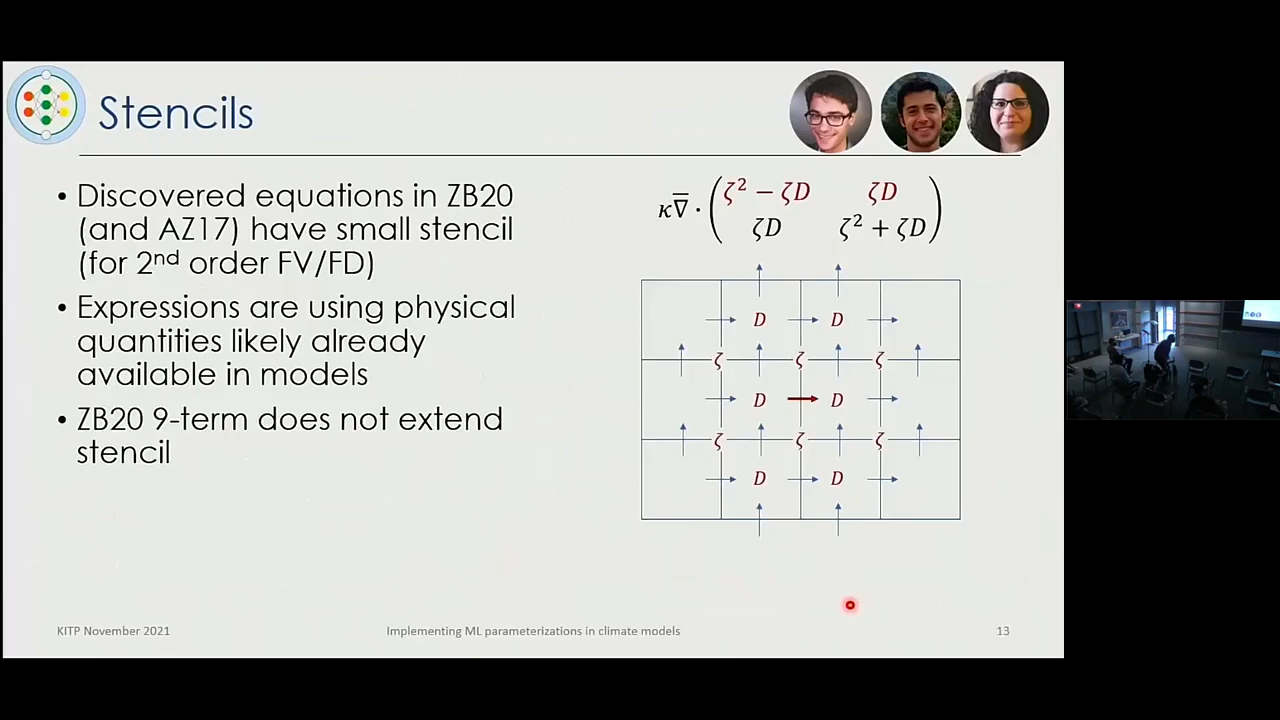 Stencils
• Discovered equations in ZB20
(and AZ17) have small stencil
(for 2nd order FV/FD)
• Expressions are using physical
quantities likely already
available in models
• ZB20 9-term does not extend
stencil
κ∇̅ · ( ζ² − ζD   ζD
ζD   ζ² + ζD )
D D
ζ ζ ζ
D D
ζ ζ ζ
D D
KITP November 2021
Implementing ML parameterizations in climate models
13